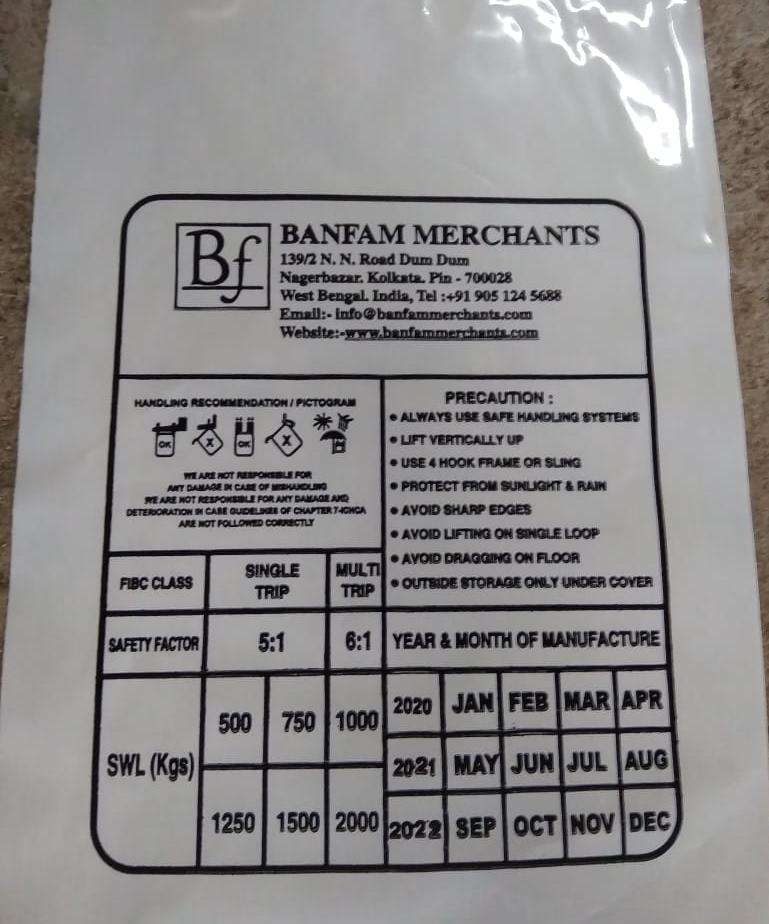 Bf
BANFAM MERCHANTS
139/2 N. N. Road Dum Dum
Nagerbazar. Kolkata. Pin - 700028
West Bengal. India, Tel :+91 905 124 5688
Email:- info@banfammerchants.com
Website:-www.banfammerchants.com
HANDLING RECOMMENDATION / PICTOGRAM
OK X OK X
WE ARE NOT RESPONSIBLE FOR
ANY DAMAGE IN CASE OF MISHANDLING
WE ARE NOT RESPONSIBLE FOR ANY DAMAGE AND
DETERIORATION IN CASE GUIDELINES OF CHAPTER 7-ICHCA
ARE NOT FOLLOWED CORRECTLY
PRECAUTION :
• ALWAYS USE SAFE HANDLING SYSTEMS
• LIFT VERTICALLY UP
• USE 4 HOOK FRAME OR SLING
• PROTECT FROM SUNLIGHT & RAIN
• AVOID SHARP EDGES
• AVOID LIFTING ON SINGLE LOOP
• AVOID DRAGGING ON FLOOR
• OUTSIDE STORAGE ONLY UNDER COVER
FIBC CLASS
SINGLE
TRIP
MULTI
TRIP
SAFETY FACTOR
5:1
6:1
SWL (Kgs)
500 750 1000
1250 1500 2000
YEAR & MONTH OF MANUFACTURE
2020 JAN FEB MAR APR
2021 MAY JUN JUL AUG
2022 SEP OCT NOV DEC